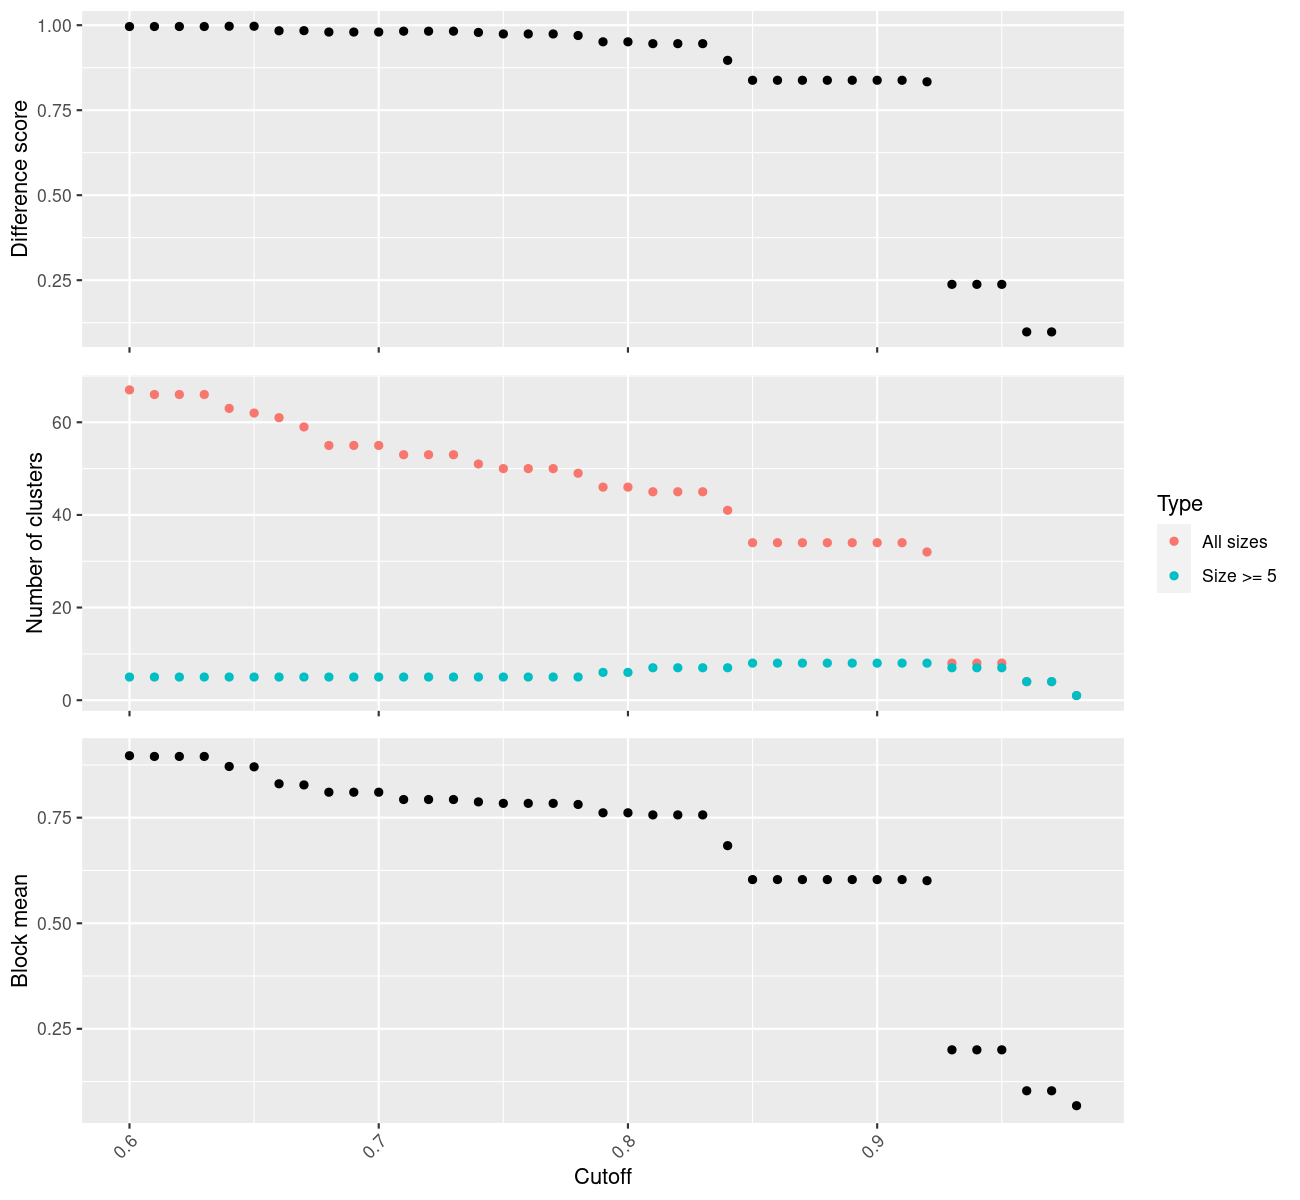 1.00
0.75
0.50
0.25
Difference score
60
40
20
0
Number of clusters
Type
All sizes
Size >= 5
0.75
0.50
0.25
Block mean
0.6
0.7
0.8
0.9
Cutoff